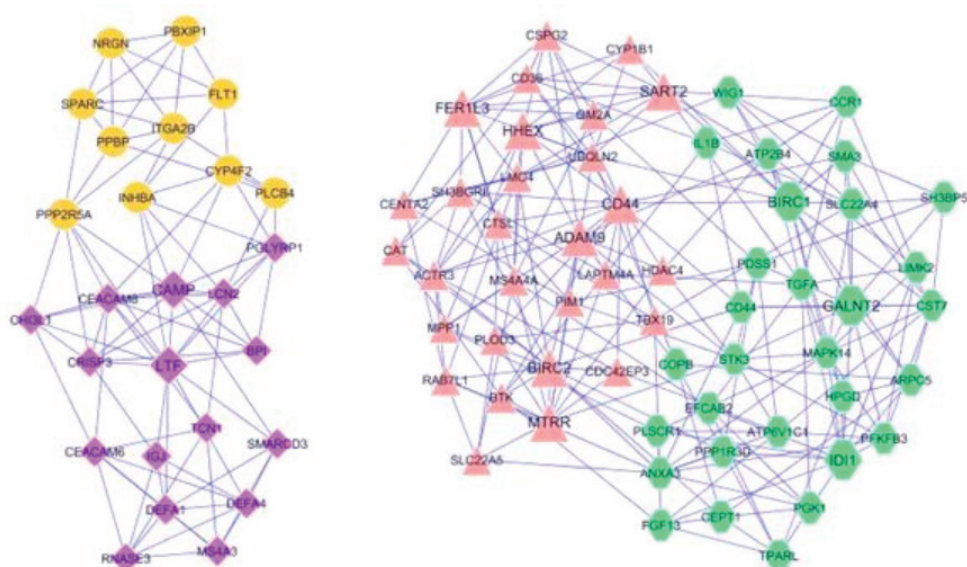 NRGN
PBXIP1
SPARC
FLT1
PPBP
ITGA2B
CYP4F2
PLCB4
INHBA
PPP2R5A
PGLYRP1
CAMP
LCN2
CEACAM8
CHOL1
CRISP3
LTF
BPI
TCN1
SMARCD3
CEACAM6
IGJ
DEFA1
DEFA4
RNASE3
MS4A3
CSPG2
CYP1B1
CD36
SART2
FER1L3
GM2A
HHEX
UBQLN2
LMO4
SH3BGRL
CENTA2
CTSL
CD44
CAT
ADAM9
ACTR3
MS4A4A
LAPTM4A
HDAC4
PIM1
MPP1
PLOD3
TBX19
RAB7L1
BIRC2
CDC42EP3
BTK
MTRR
SLC22A5
WIG1
CCR1
IL1B
ATP2B4
SMA3
BIRC1
SLC22A4
SH3BP5
PDSS1
TGFA
LIMK2
CD44
GALNT2
CST7
COPB
STK3
MAPK14
HPGD
ARPC5
EFCAB2
PLSCR1
ATP6V1C1
PFKFB3
PPP1R3D
IDI1
ANXA3
FGF13
CEPT1
PGK1
TPARL